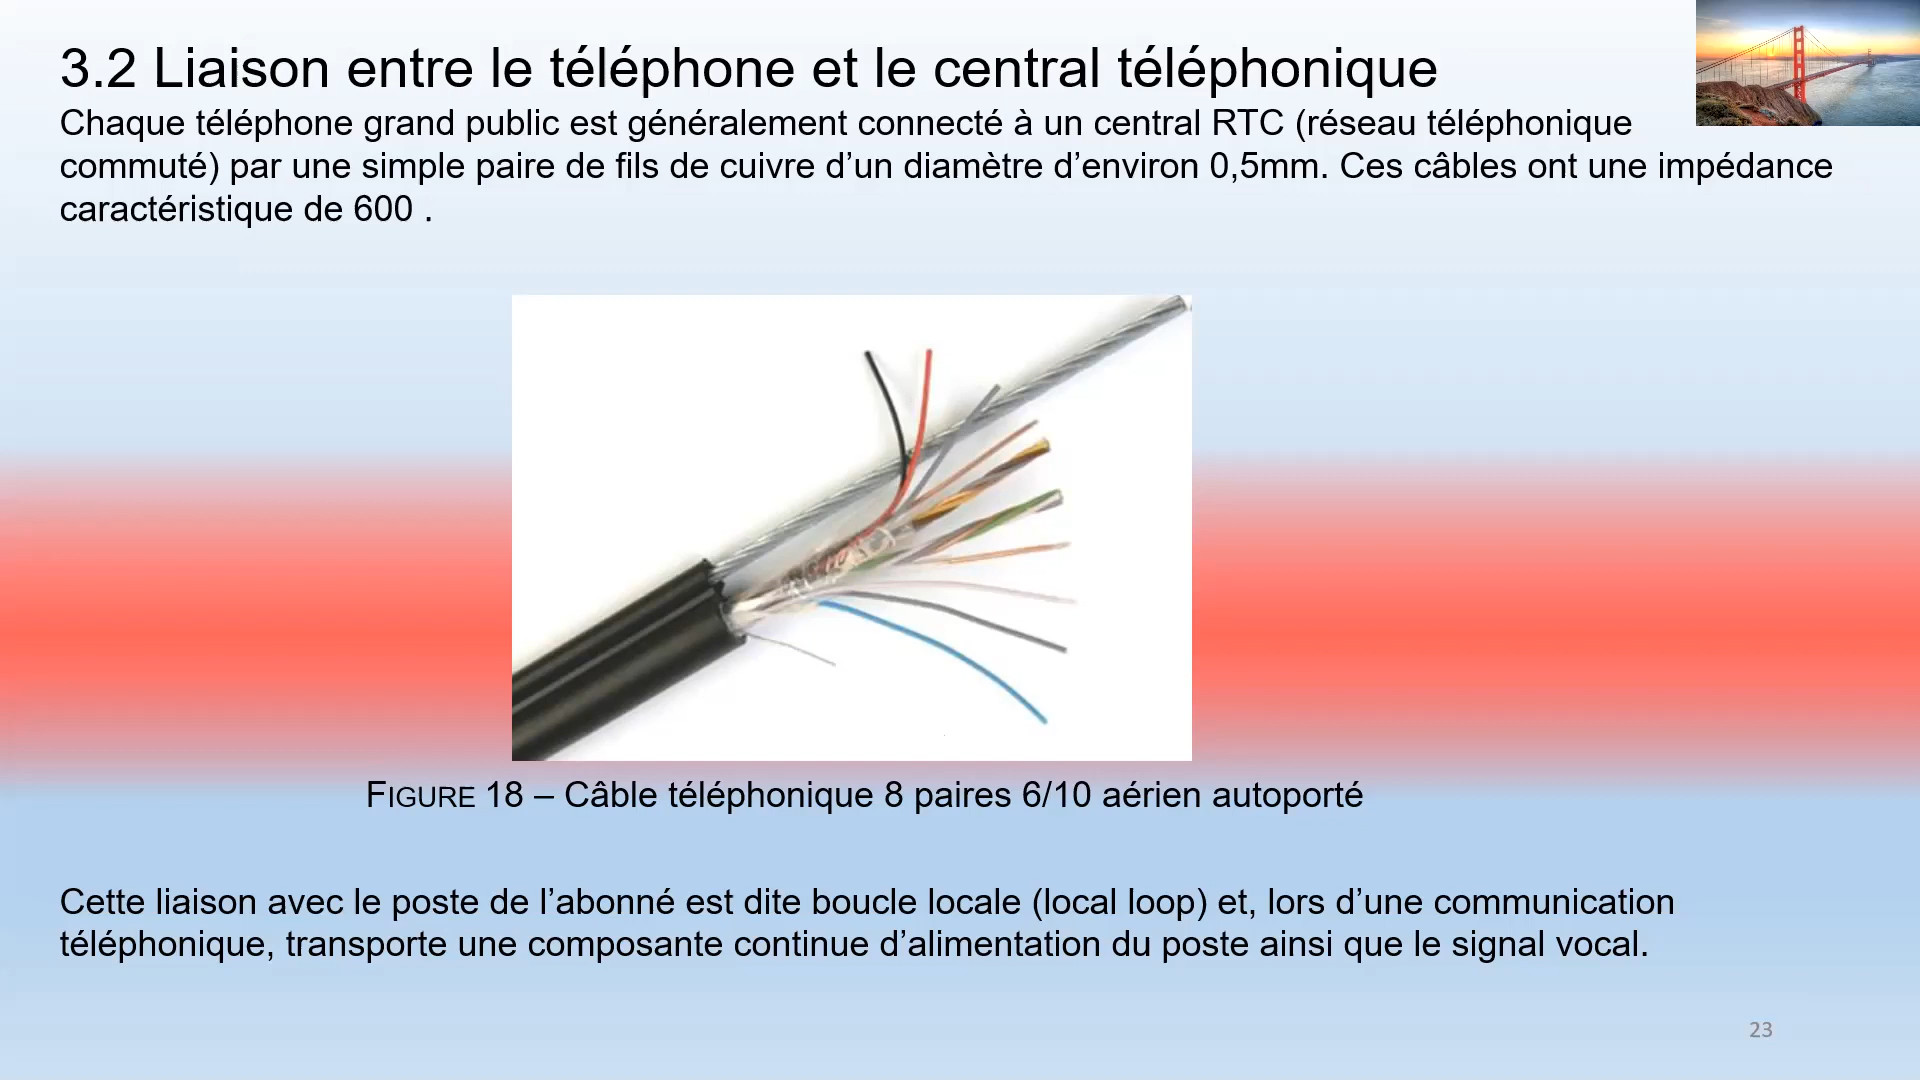 3.2 Liaison entre le téléphone et le central téléphonique
Chaque téléphone grand public est généralement connecté à un central RTC (réseau téléphonique
commuté) par une simple paire de fils de cuivre d’un diamètre d’environ 0,5mm. Ces câbles ont une impédance
caractéristique de 600 .
FIGURE 18 – Câble téléphonique 8 paires 6/10 aérien autoporté
Cette liaison avec le poste de l’abonné est dite boucle locale (local loop) et, lors d’une communication
téléphonique, transporte une composante continue d’alimentation du poste ainsi que le signal vocal.
23